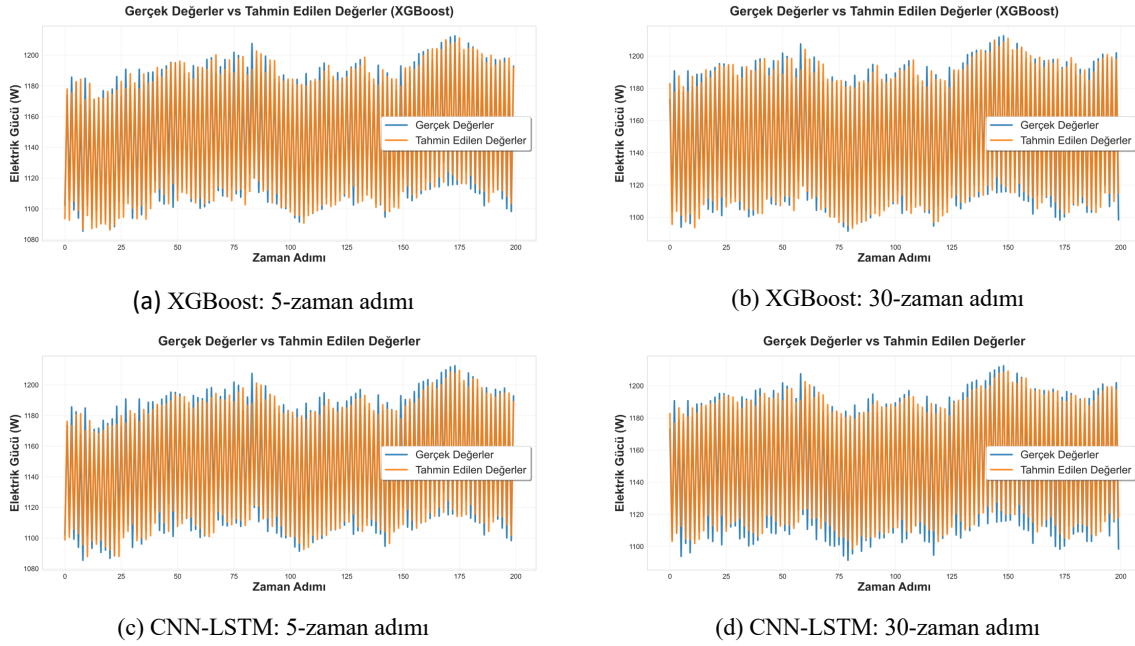 Gerçek Değerler vs Tahmin Edilen Değerler (XGBoost)
Elektrik Gücü (W)
1200
1180
1160
1140
1120
1100
1080
Gerçek Değerler
Tahmin Edilen Değerler
0 25 50 75 100 125 150 175 200
Zaman Adımı
(a) XGBoost: 5-zaman adımı
Gerçek Değerler vs Tahmin Edilen Değerler (XGBoost)
Elektrik Gücü (W)
1200
1180
1160
1140
1120
1100
Gerçek Değerler
Tahmin Edilen Değerler
0 25 50 75 100 125 150 175 200
Zaman Adımı
(b) XGBoost: 30-zaman adımı
Gerçek Değerler vs Tahmin Edilen Değerler
Elektrik Gücü (W)
1200
1180
1160
1140
1120
1100
1080
Gerçek Değerler
Tahmin Edilen Değerler
0 25 50 75 100 125 150 175 200
Zaman Adımı
(c) CNN-LSTM: 5-zaman adımı
Gerçek Değerler vs Tahmin Edilen Değerler
Elektrik Gücü (W)
1200
1180
1160
1140
1120
1100
Gerçek Değerler
Tahmin Edilen Değerler
0 25 50 75 100 125 150 175 200
Zaman Adımı
(d) CNN-LSTM: 30-zaman adımı